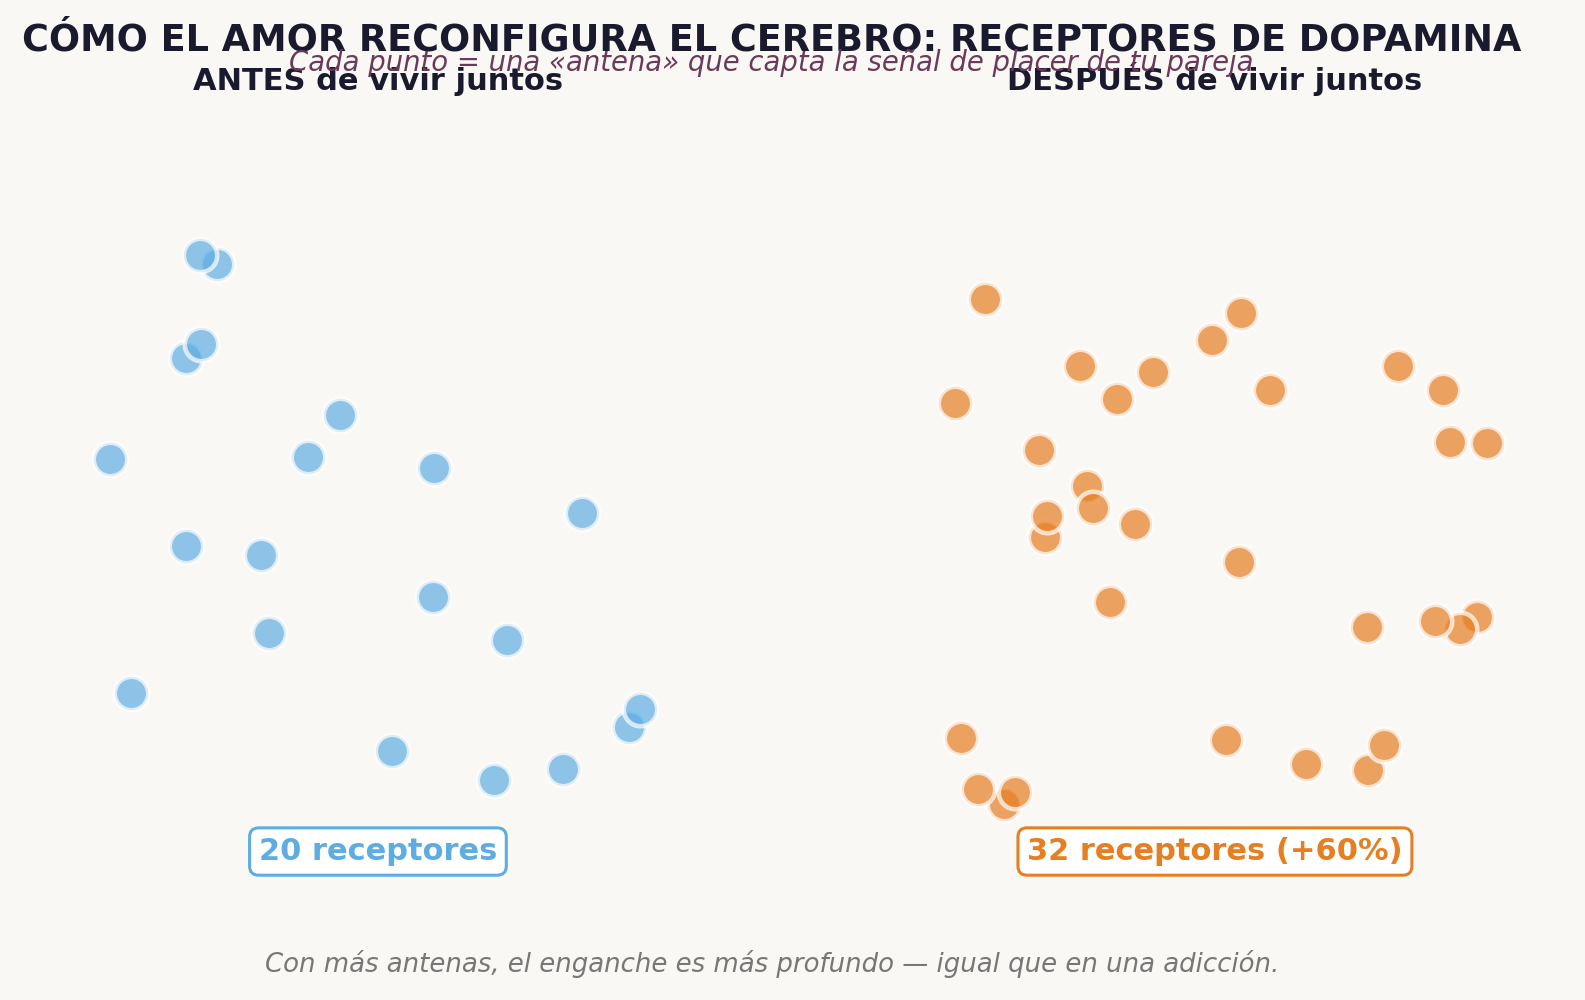 CÓMO EL AMOR RECONFIGURA EL CEREBRO: RECEPTORES DE DOPAMINA
Cada punto = una «antena» que capta la señal de placer de tu pareja
ANTES de vivir juntos
DESPUÉS de vivir juntos
20 receptores
32 receptores (+60%)
Con más antenas, el enganche es más profundo — igual que en una adicción.